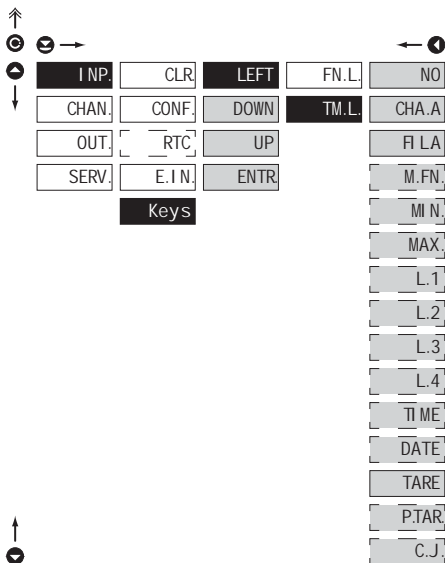 INP. CLR. LEFT FN.L. NO
CHAN. CONF. DOWN TM.L. CHA.A
OUT. RTC UP FILA
SERV. E.IN. ENTR. M.FN.
Keys MIN.
MAX.
L.1
L.2
L.3
L.4
TIME
DATE
TARE
P.TAR.
C.J.